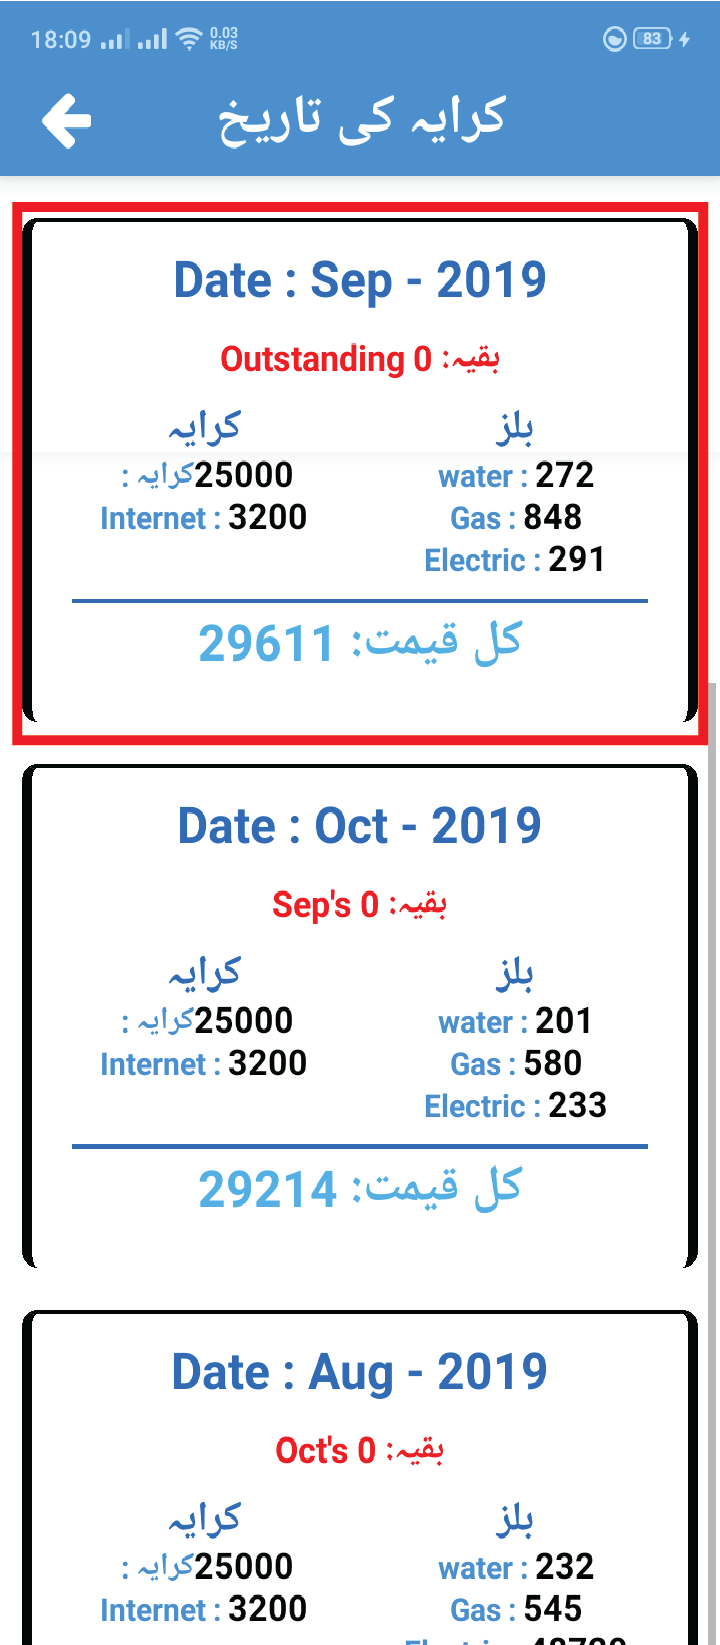 18:09 0.03 KB/S 83
کرایہ کی تاریخ
Date : Sep - 2019
Outstanding 0 بقیہ:
کرایہ
کرایہ : 25000
Internet : 3200
بلز
water : 272
Gas : 848
Electric : 291
کل قیمت: 29611
Date : Oct - 2019
Sep's 0 بقیہ:
کرایہ
کرایہ : 25000
Internet : 3200
بلز
water : 201
Gas : 580
Electric : 233
کل قیمت: 29214
Date : Aug - 2019
Oct's 0 بقیہ:
کرایہ
کرایہ : 25000
Internet : 3200
بلز
water : 232
Gas : 545